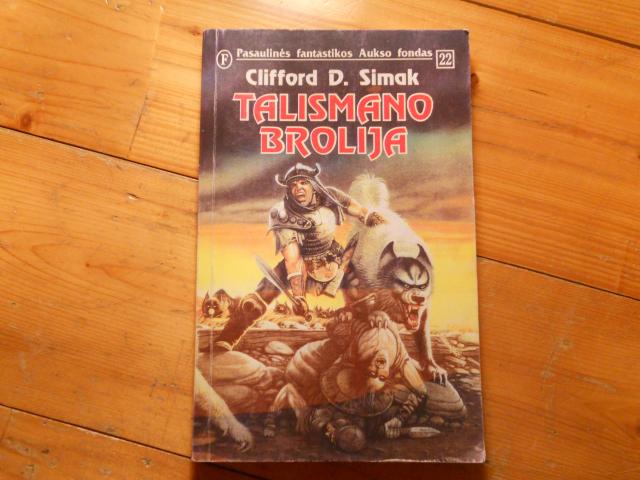 F Pasaulinės fantastikos Aukso fondas 22
Clifford D. Simak
TALISMANO
BROLIJA